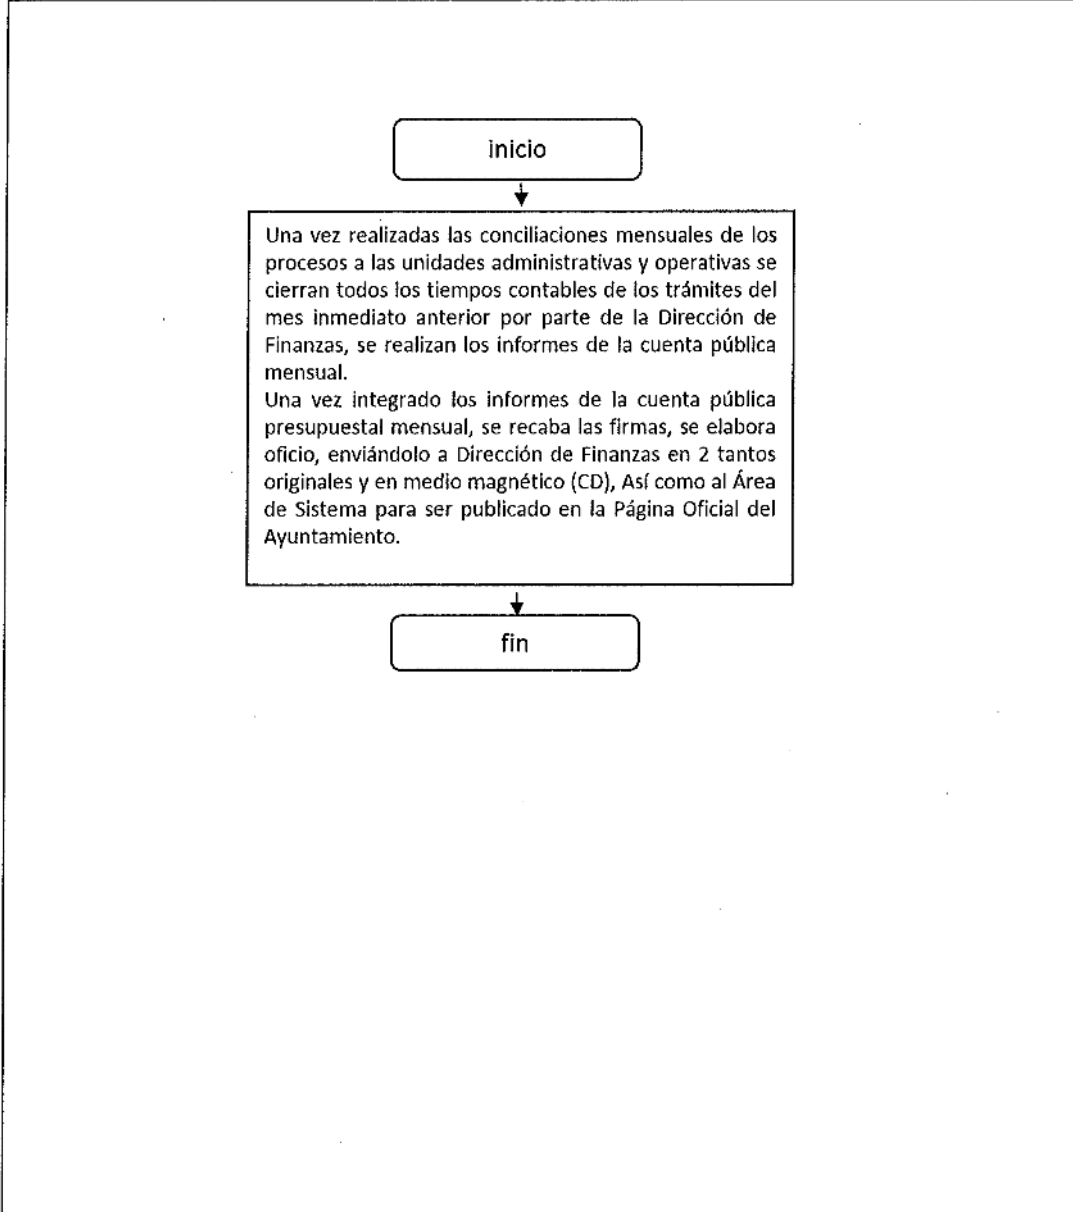 inicio
Una vez realizadas las conciliaciones mensuales de los
procesos a las unidades administrativas y operativas se
cierran todos los tiempos contables de los trámites del
mes inmediato anterior por parte de la Dirección de
Finanzas, se realizan los informes de la cuenta pública
mensual.
Una vez integrado los informes de la cuenta pública
presupuestal mensual, se recaba las firmas, se elabora
oficio, enviándolo a Dirección de Finanzas en 2 tantos
originales y en medio magnético (CD), Así como al Área
de Sistema para ser publicado en la Página Oficial del
Ayuntamiento.
fin